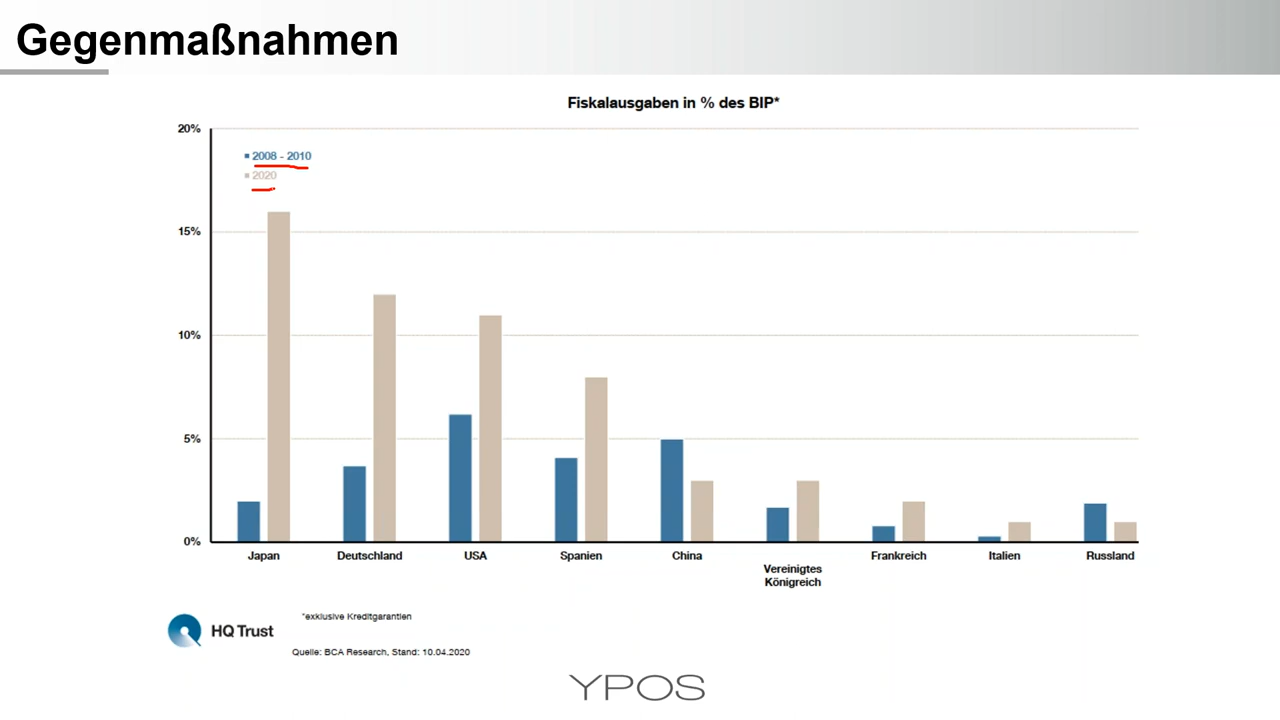 Gegenmaßnahmen
Fiskalausgaben in % des BIP*
20%
2008 - 2010
2020
15%
10%
5%
0%
Japan
Deutschland
USA
Spanien
China
Vereinigtes
Königreich
Frankreich
Italien
Russland
HQ Trust
*exklusive Kreditgarantien
Quelle: BCA Research, Stand: 10.04.2020
YPOS